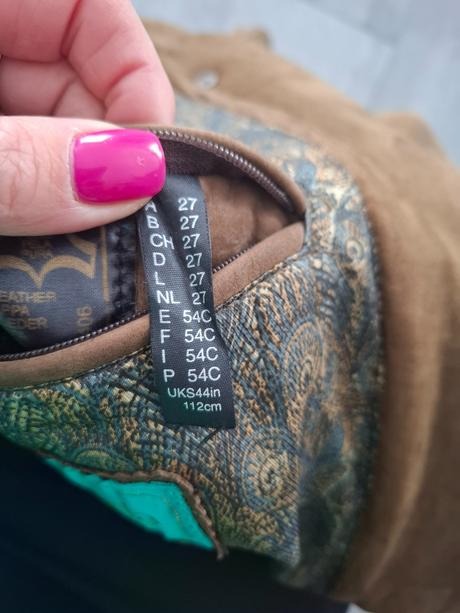 A 27
B 27
CH 27
D 27
L 27
NL 27
E 54C
F 54C
I 54C
P 54C
UKS44in
112cm